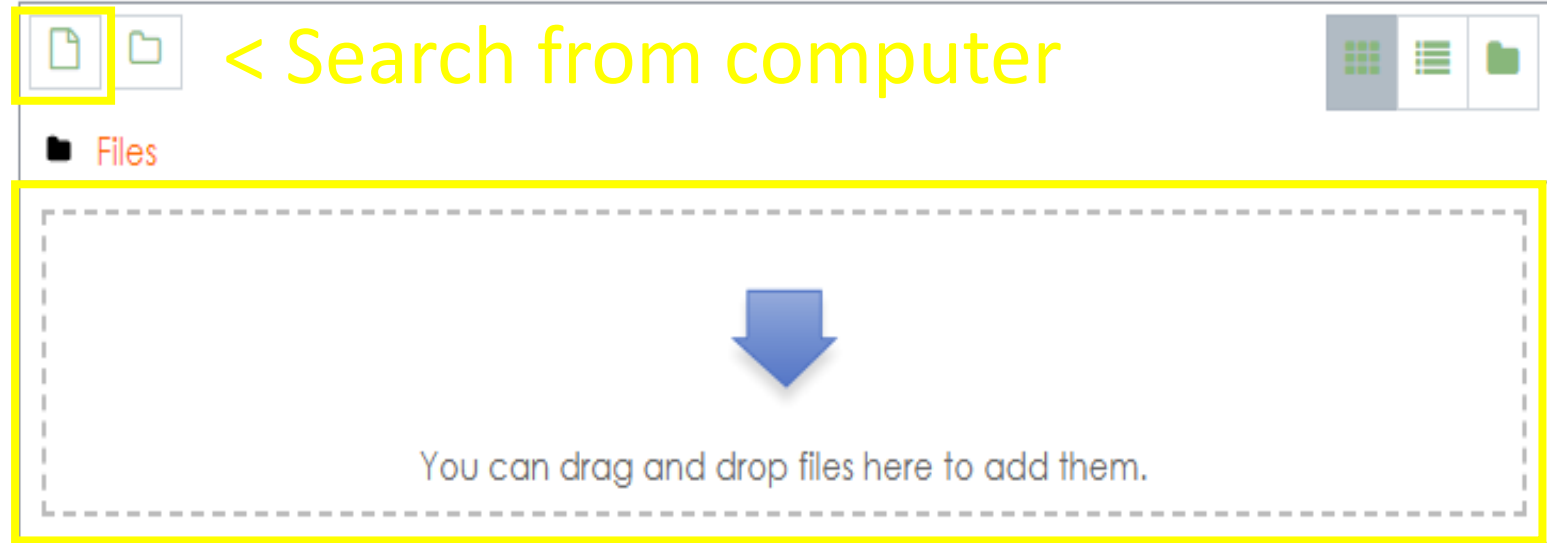 < Search from computer
Files
You can drag and drop files here to add them.